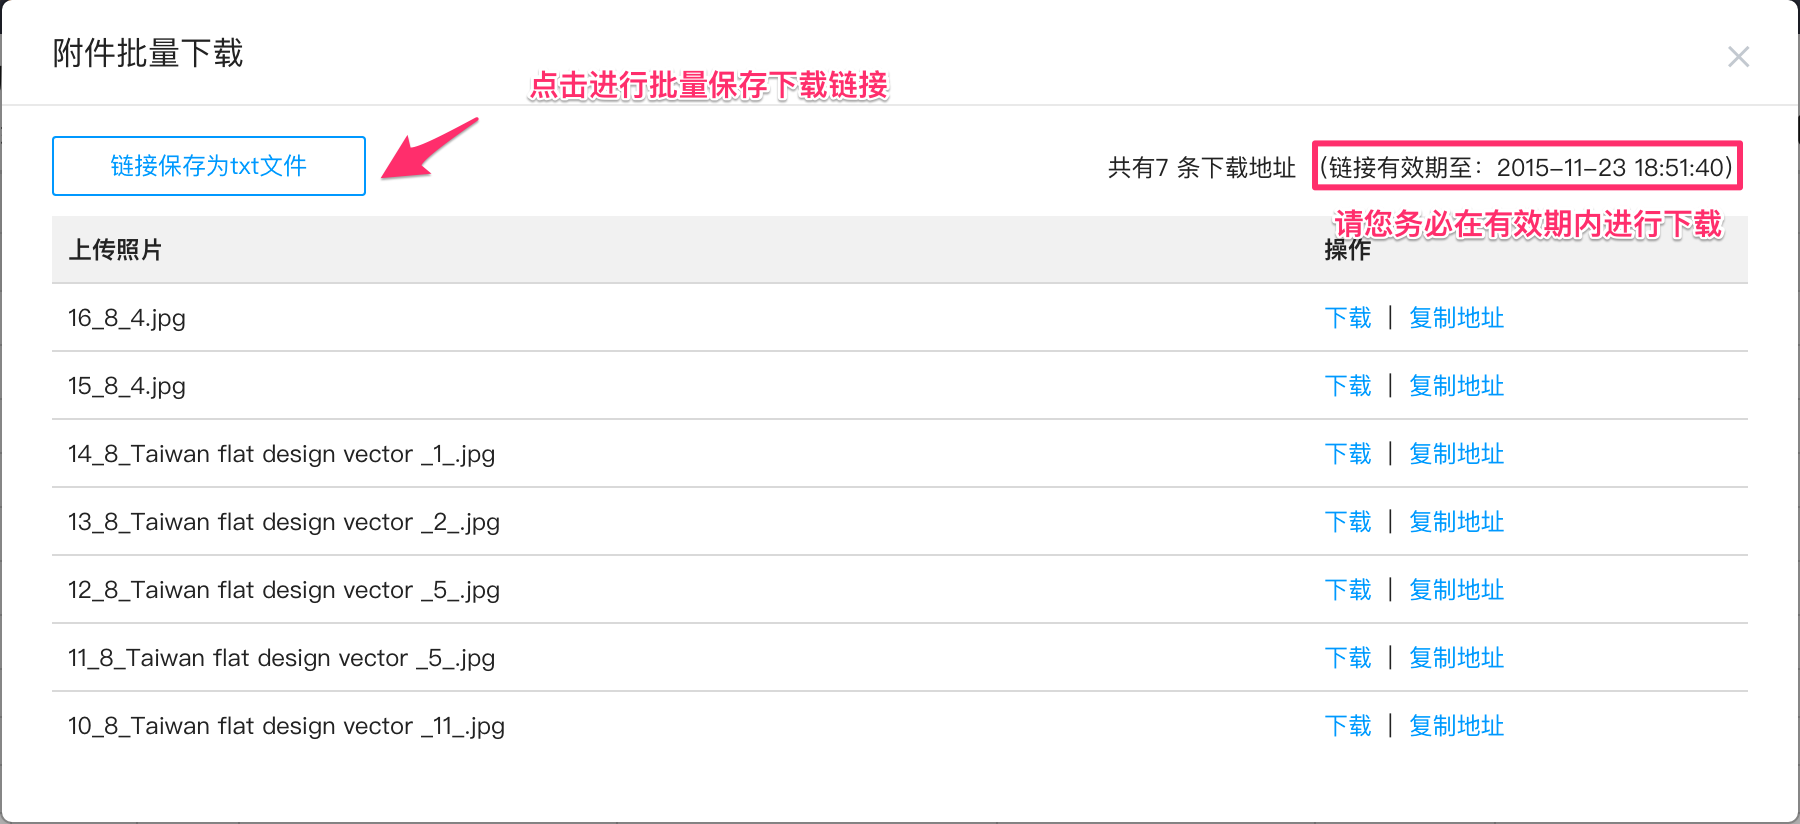 附件批量下载
点击进行批量保存下载链接
链接保存为txt文件
共有7 条下载地址 (链接有效期至：2015-11-23 18:51:40)
请您务必在有效期内进行下载
上传照片 操作
16_8_4.jpg 下载 | 复制地址
15_8_4.jpg 下载 | 复制地址
14_8_Taiwan flat design vector _1_.jpg 下载 | 复制地址
13_8_Taiwan flat design vector _2_.jpg 下载 | 复制地址
12_8_Taiwan flat design vector _5_.jpg 下载 | 复制地址
11_8_Taiwan flat design vector _5_.jpg 下载 | 复制地址
10_8_Taiwan flat design vector _11_.jpg 下载 | 复制地址